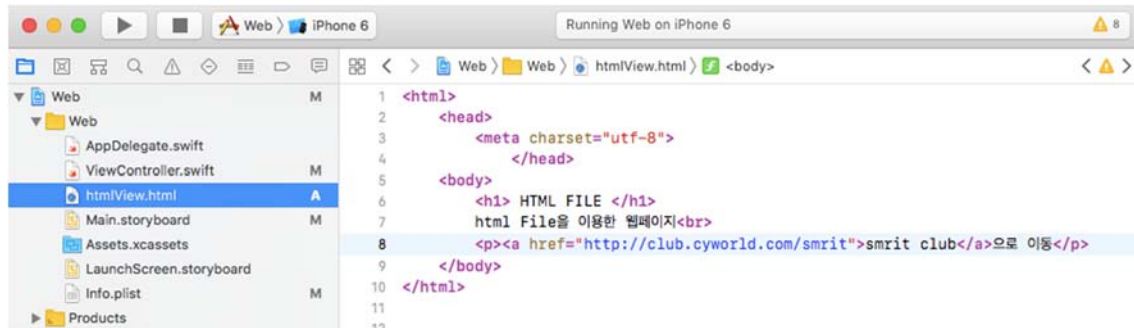 Web 〉 iPhone 6
Running Web on iPhone 6
8
Web 〉 Web 〉 htmlView.html 〉 f <body>
Web M
Web
AppDelegate.swift
ViewController.swift M
htmlView.html A
Main.storyboard M
Assets.xcassets
LaunchScreen.storyboard
Info.plist M
Products
1 <html>
2 <head>
3 <meta charset="utf-8">
4 </head>
5 <body>
6 <h1> HTML FILE </h1>
7 html File을 이용한 웹페이지<br>
8 <p><a href="http://club.cyworld.com/smrit">smrit club</a>으로 이동</p>
9 </body>
10 </html>
11
12